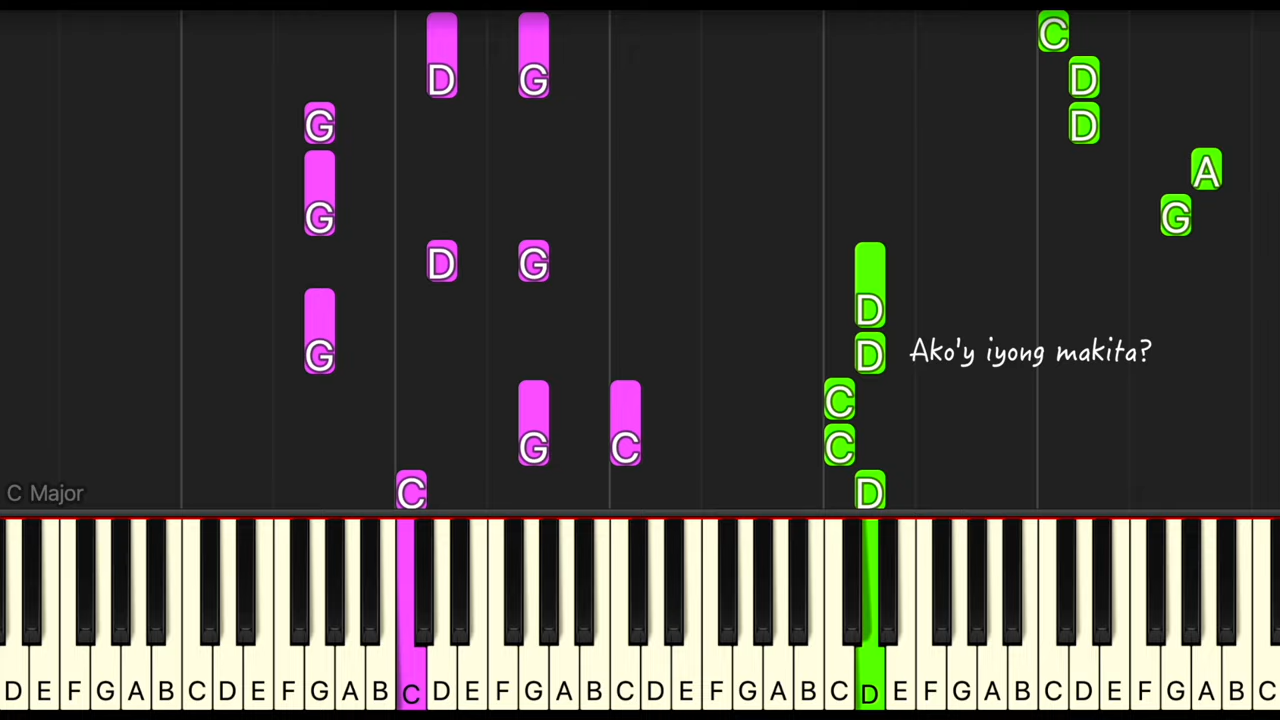 C
D G D
G D
G A
G G
D G
D
G D Ako'y iyong makita?
C
G C C
C Major C D
D E F G A B C D E F G A B C D E F G A B C D E F G A B C D E F G A B C D E F G A B C